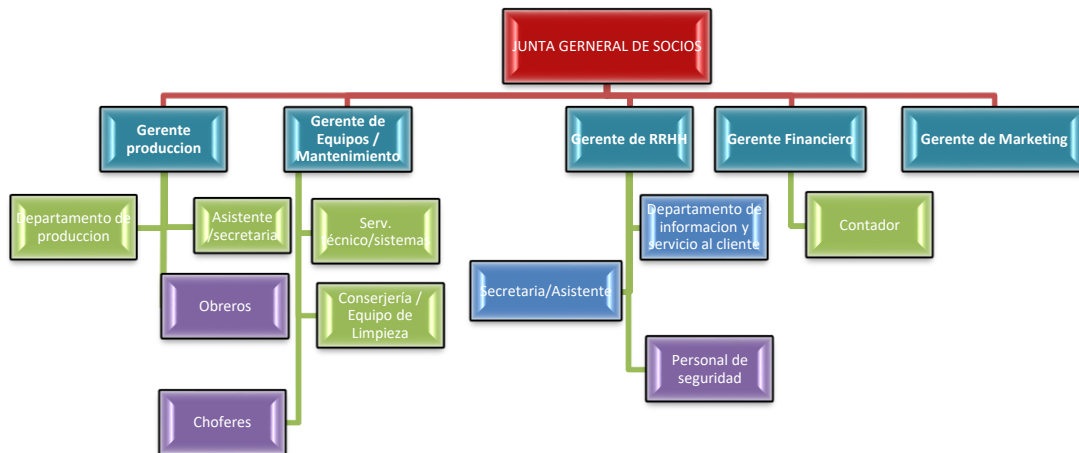 JUNTA GERNERAL DE SOCIOS
Gerente
produccion
Gerente de
Equipos /
Mantenimiento
Gerente de RRHH
Gerente Financiero
Gerente de Marketing
Departamento de
produccion
Asistente
/secretaria
Serv.
técnico/sistemas
Departamento de
informacion y
servicio al cliente
Contador
Obreros
Conserjería /
Equipo de
Limpieza
Secretaria/Asistente
Personal de
seguridad
Choferes